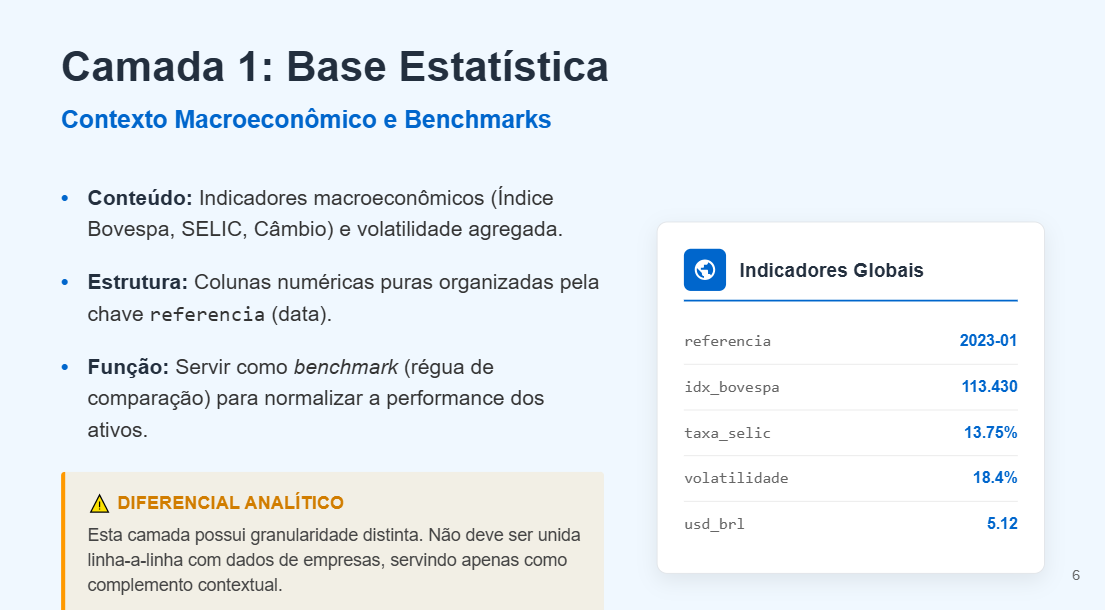 Camada 1: Base Estatística
Contexto Macroeconômico e Benchmarks
• Conteúdo: Indicadores macroeconômicos (Índice
Bovespa, SELIC, Câmbio) e volatilidade agregada.
• Estrutura: Colunas numéricas puras organizadas pela
chave referencia (data).
• Função: Servir como benchmark (régua de
comparação) para normalizar a performance dos
ativos.
⚠ DIFERENCIAL ANALÍTICO
Esta camada possui granularidade distinta. Não deve ser unida
linha-a-linha com dados de empresas, servindo apenas como
complemento contextual.
Indicadores Globais
referencia 2023-01
idx_bovespa 113.430
taxa_selic 13.75%
volatilidade 18.4%
usd_brl 5.12
6